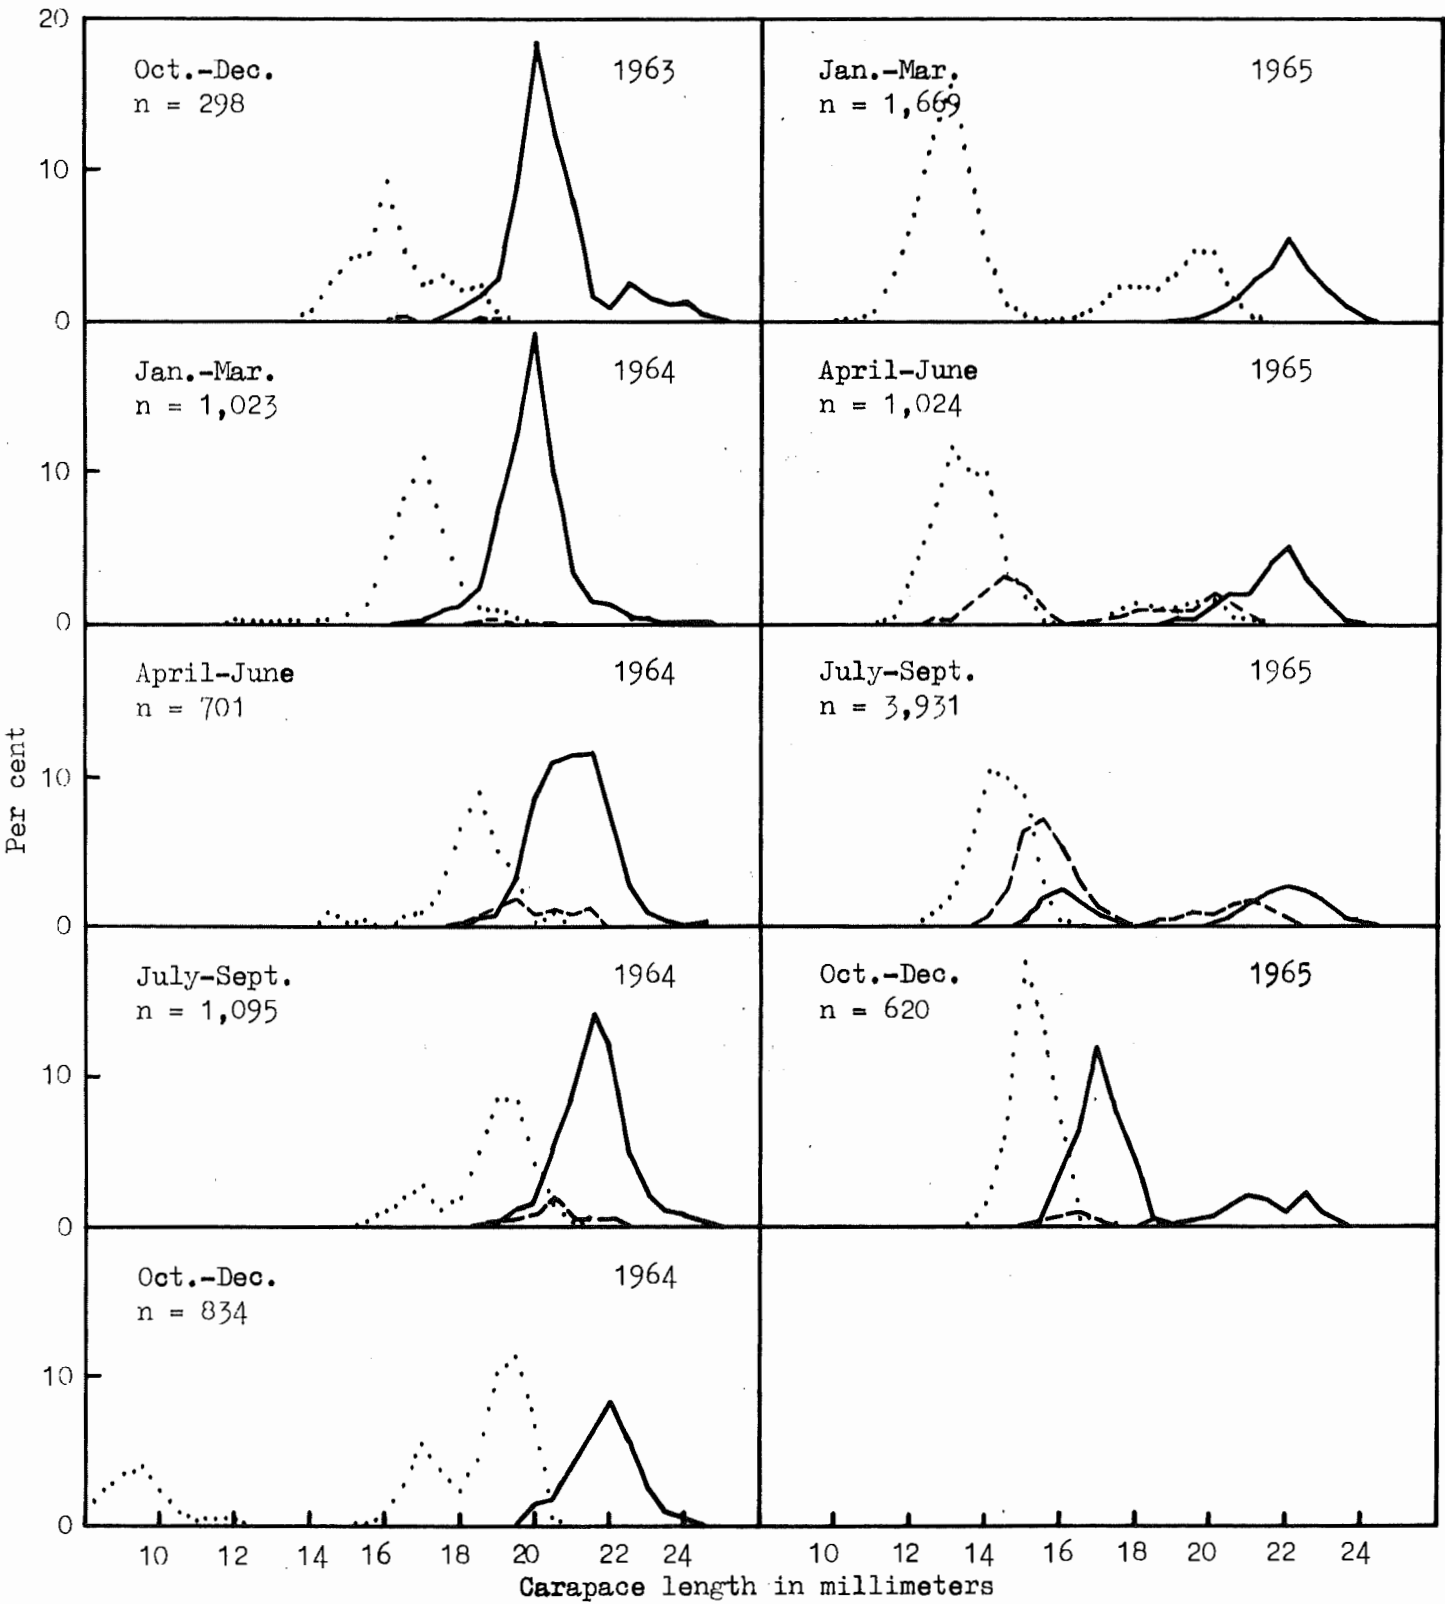 20
Oct.-Dec. 1963
n = 298
10
0
Jan.-Mar. 1964
n = 1,023
10
0
April-June 1964
n = 701
10
0
July-Sept. 1964
n = 1,095
10
0
Oct.-Dec. 1964
n = 834
10
0
Per cent
Jan.-Mar. 1965
n = 1,669
April-June 1965
n = 1,024
July-Sept. 1965
n = 3,931
Oct.-Dec. 1965
n = 620
10 12 14 16 18 20 22 24
10 12 14 16 18 20 22 24
Carapace length in millimeters